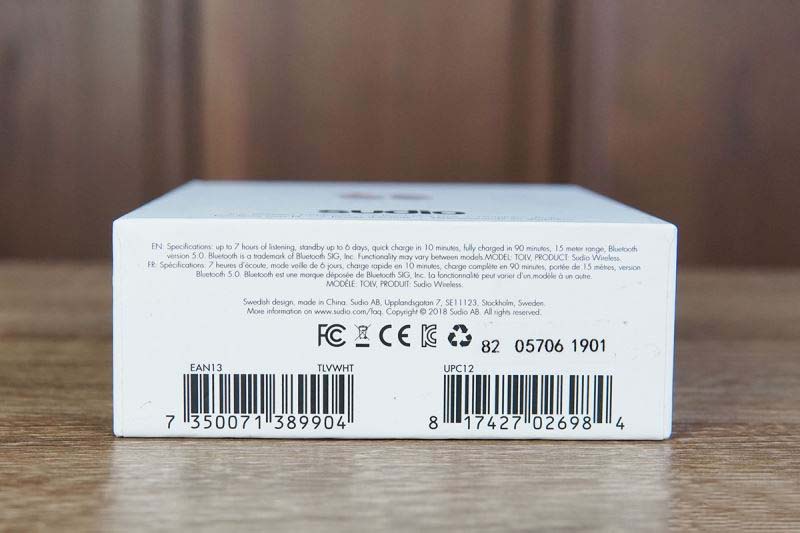 sudio
EN: Specifications: up to 7 hours of listening, standby up to 6 days, quick charge in 10 minutes, fully charged in 90 minutes, 15 meter range, Bluetooth
version 5.0. Bluetooth is a trademark of Bluetooth SIG, Inc. Functionality may vary between models.MODEL: TOLV, PRODUCT: Sudio Wireless.
FR: Spécifications: 7 heures d'écoute, mode veille de 6 jours, charge rapide en 10 minutes, charge complète en 90 minutes, portée de 15 mètres, version
Bluetooth 5.0. Bluetooth est une marque déposée de Bluetooth SIG, Inc. La fonctionnalité peut varier d'un modèle à un autre.
MODÈLE: TOLV, PRODUIT: Sudio Wireless.
Swedish design, made in China. Sudio AB, Upplandsgatan 7, SE11123, Stockholm, Sweden.
More information on www.sudio.com/faq. Copyright © 2018 Sudio AB. All rights reserved.
FC CE 82 05706 1901
EAN13 TLVWHT UPC12
7 350071 389904 8 17427 02698 4